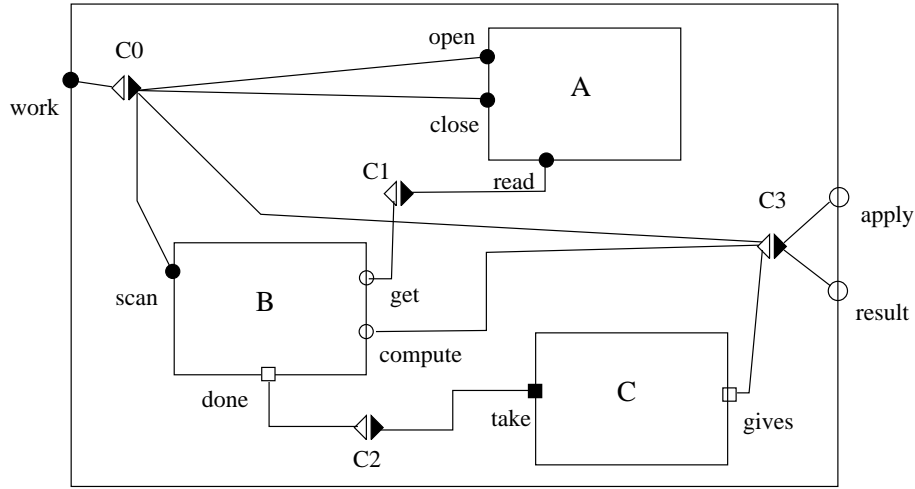 open
C0
A
work
close
C1
read
C3
apply
scan
B
get
result
compute
done
C
take
gives
C2